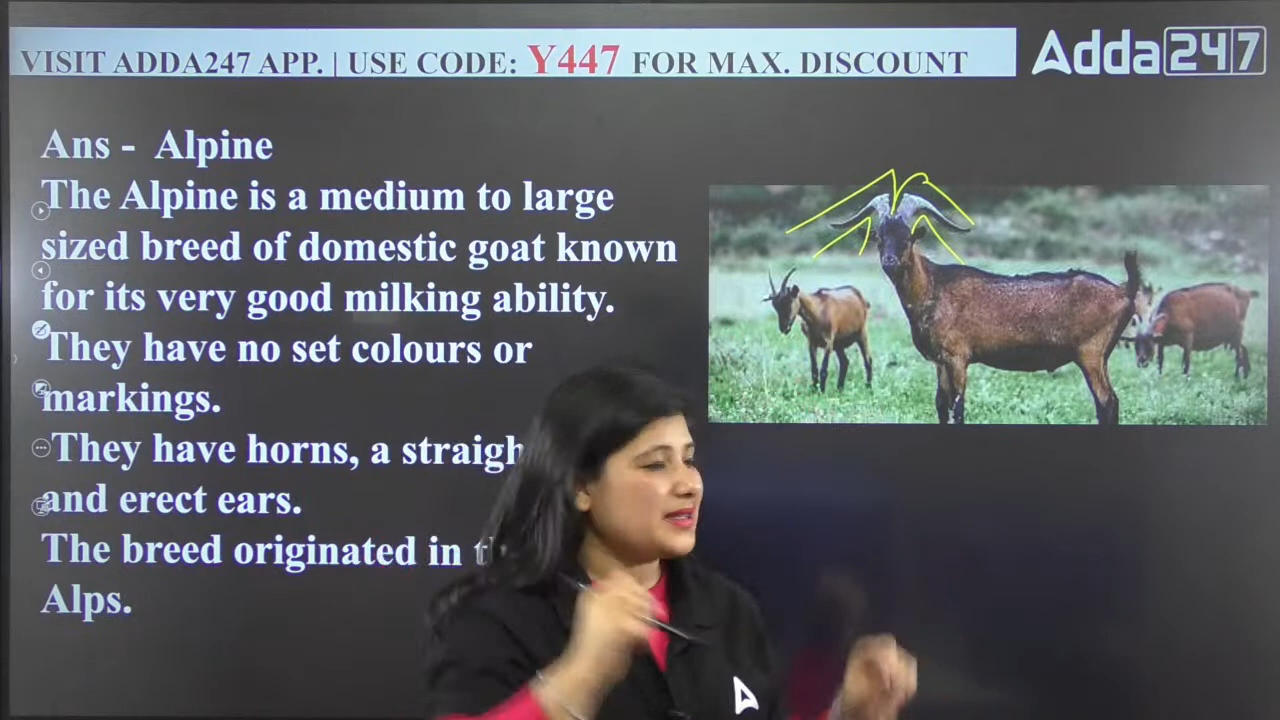 VISIT ADDA247 APP. | USE CODE: Y447 FOR MAX. DISCOUNT
Adda247
Ans - Alpine
The Alpine is a medium to large
sized breed of domestic goat known
for its very good milking ability.
They have no set colours or
markings.
They have horns, a
and erect ears.
The breed originated in
Alps.